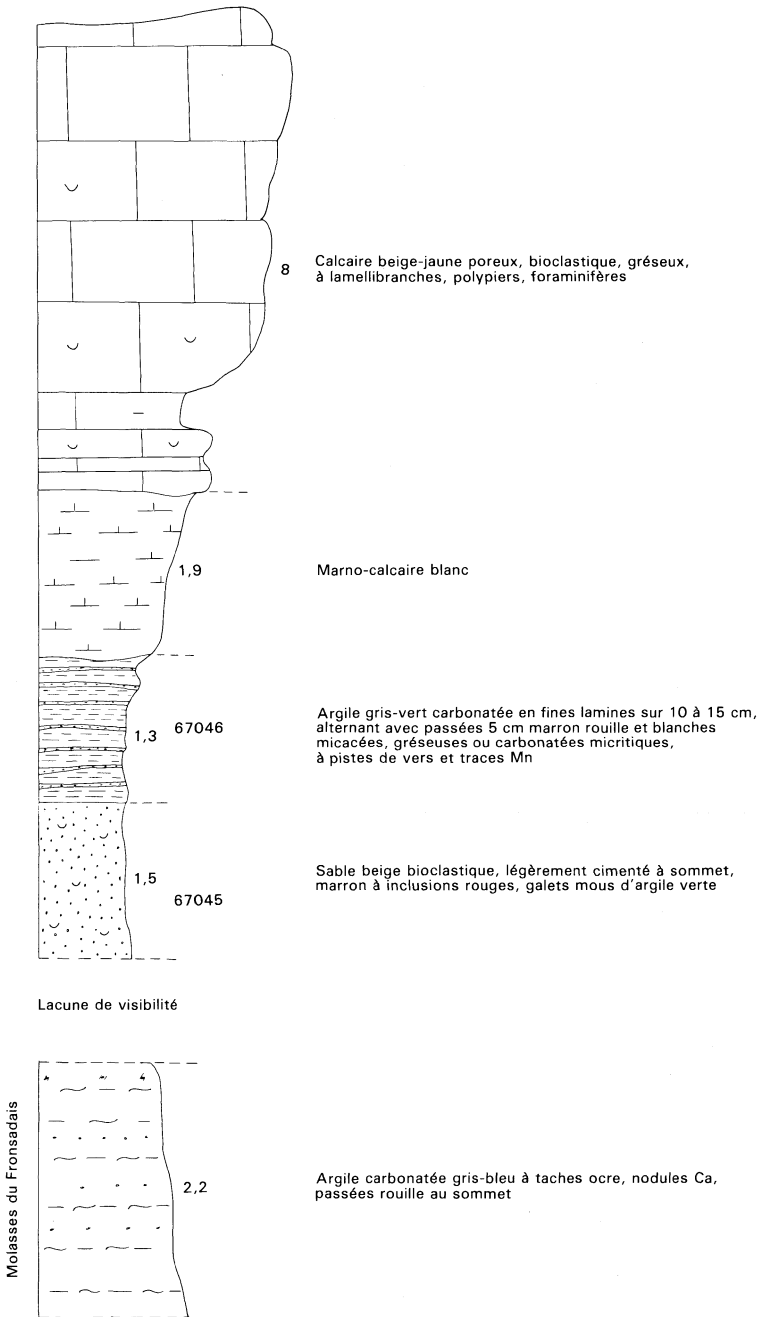 8
Calcaire beige-jaune poreux, bioclastique, gréseux,
à lamellibranches, polypiers, foraminifères
1,9
Marno-calcaire blanc
1,3
67046
Argile gris-vert carbonatée en fines lamines sur 10 à 15 cm,
alternant avec passées 5 cm marron rouille et blanches
micacées, gréseuses ou carbonatées micritiques,
à pistes de vers et traces Mn
1,5
67045
Sable beige bioclastique, légèrement cimenté à sommet,
marron à inclusions rouges, galets mous d'argile verte
Lacune de visibilité
Molasses du Fronsadais
2,2
Argile carbonatée gris-bleu à taches ocre, nodules Ca,
passées rouille au sommet